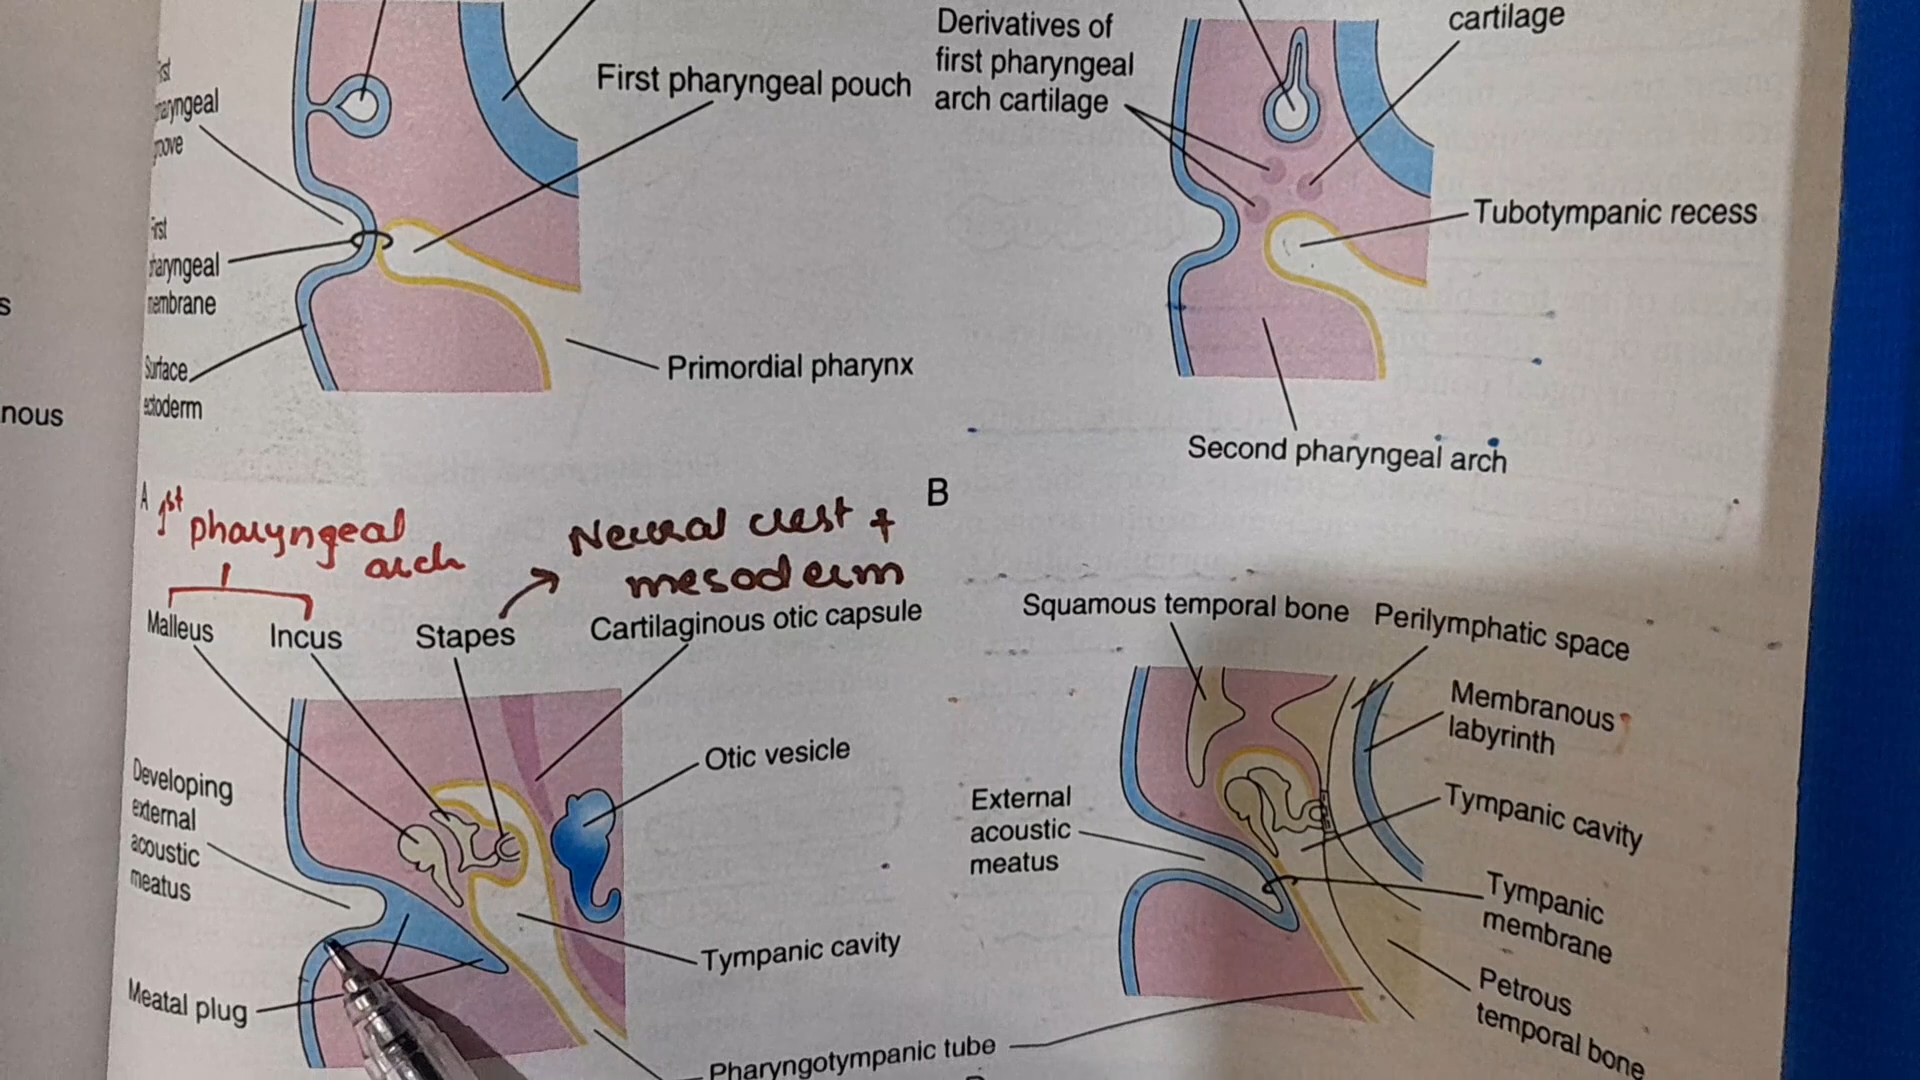 Derivatives of
first pharyngeal
arch cartilage
cartilage
First pharyngeal pouch
First
pharyngeal
groove
First
pharyngeal
membrane
Surface
ectoderm
Primordial pharynx
Tubotympanic recess
Second pharyngeal arch
s
nous
A
B
1st pharyngeal
arch
Neural crest +
mesoderm
Malleus
Incus
Stapes
Cartilaginous otic capsule
Otic vesicle
Developing
external
acoustic
meatus
Tympanic cavity
Meatal plug
Pharyngotympanic tube
Squamous temporal bone
Perilymphatic space
Membranous
labyrinth
External
acoustic
meatus
Tympanic cavity
Tympanic
membrane
Petrous
temporal bone